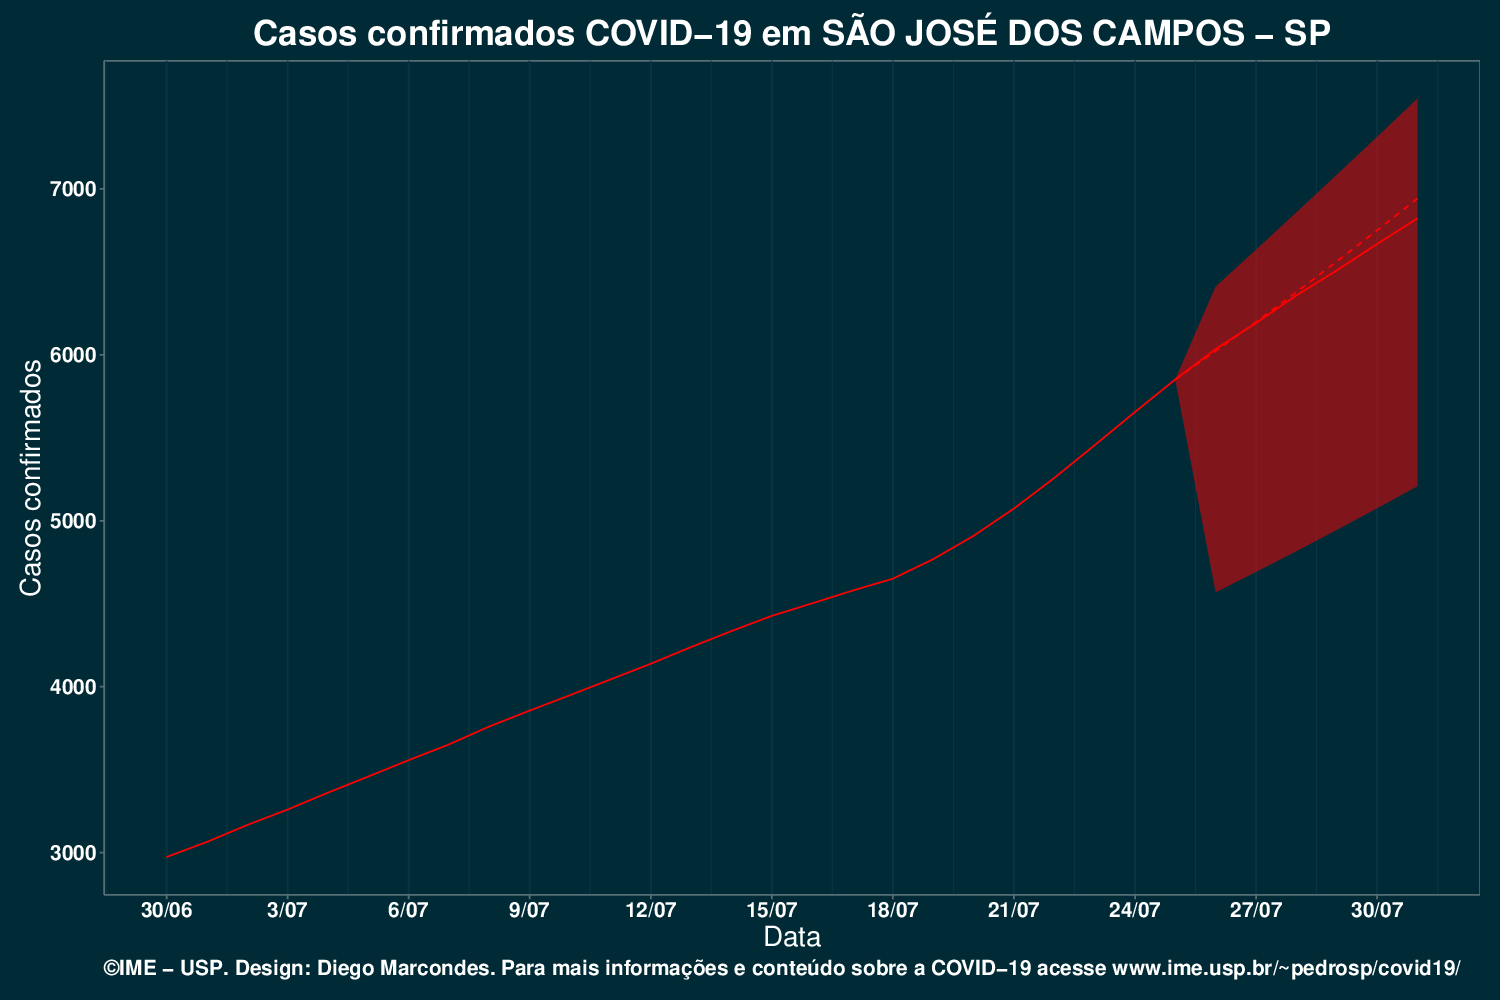 Casos confirmados COVID−19 em SÃO JOSÉ DOS CAMPOS − SP
Casos confirmados
7000
6000
5000
4000
3000
30/06 3/07 6/07 9/07 12/07 15/07 18/07 21/07 24/07 27/07 30/07
Data
©IME − USP. Design: Diego Marcondes. Para mais informações e conteúdo sobre a COVID−19 acesse www.ime.usp.br/~pedrosp/covid19/